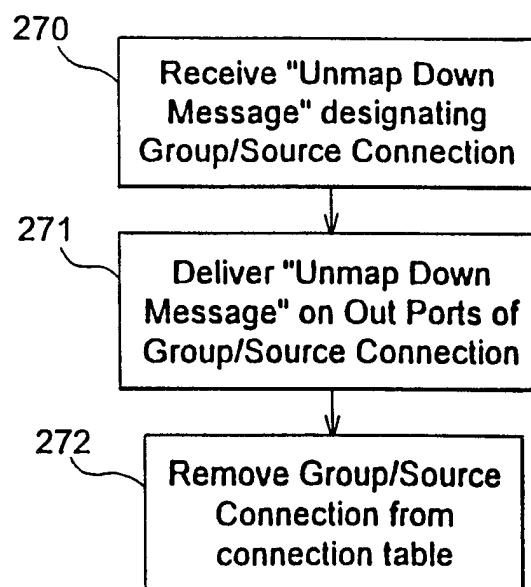 270
Receive "Unmap Down
Message" designating
Group/Source Connection
271
Deliver "Unmap Down
Message" on Out Ports of
Group/Source Connection
272
Remove Group/Source
Connection from
connection table